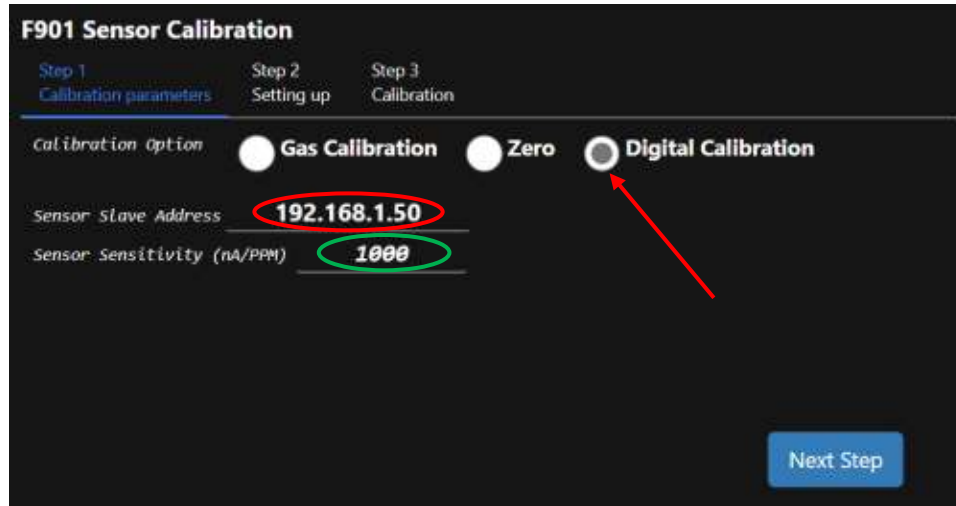 F901 Sensor Calibration
Step 1 Step 2 Step 3
Calibration parameters Setting up Calibration
Calibration Option Gas Calibration Zero Digital Calibration
Sensor Slave Address 192.168.1.50
Sensor Sensitivity (nA/PPM) 1000
Next Step